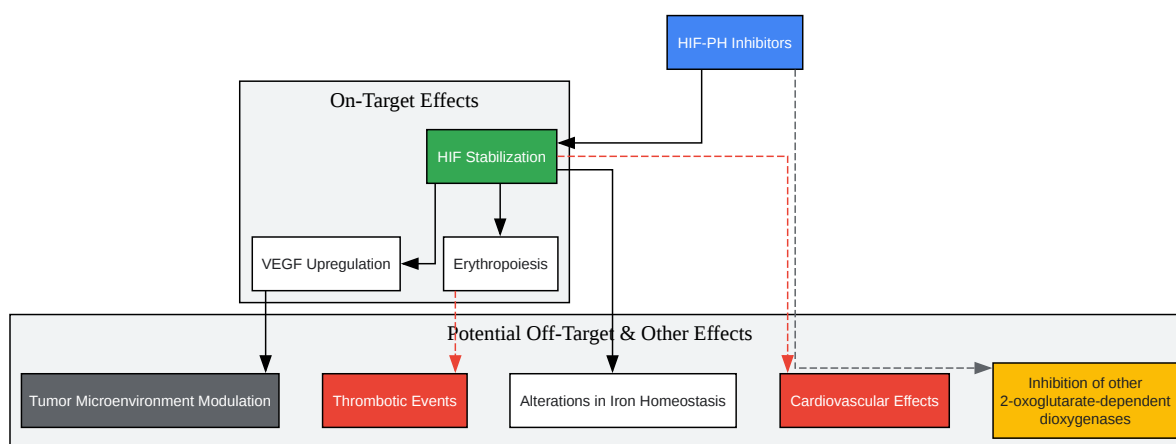 HIF-PH Inhibitors
On-Target Effects
HIF Stabilization
VEGF Upregulation
Erythropoiesis
Potential Off-Target & Other Effects
Tumor Microenvironment Modulation
Thrombotic Events
Alterations in Iron Homeostasis
Cardiovascular Effects
Inhibition of other
2-oxoglutarate-dependent
dioxygenases